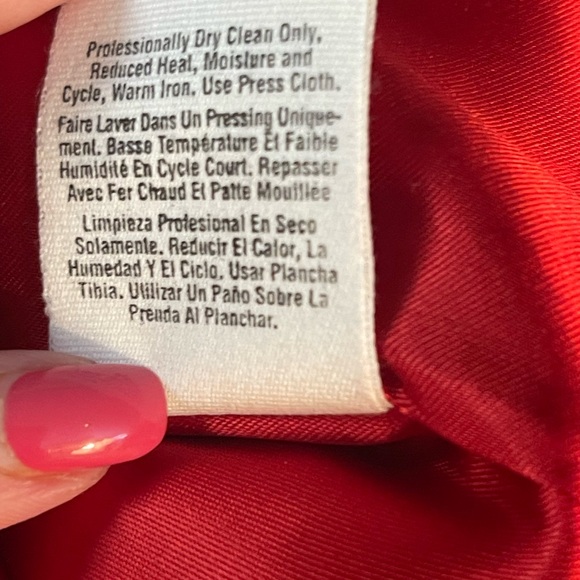 Professionally Dry Clean Only.
Reduced Heat, Moisture and
Cycle, Warm Iron. Use Press Cloth.
Faire Laver Dans Un Pressing Unique-
ment. Basse Température Et Faible
Humidité En Cycle Court. Repasser
Avec Fer Chaud Et Patte Mouillée
Limpieza Profesional En Seco
Solamente. Reducir El Calor, La
Humedad Y El Ciclo. Usar Plancha
Tibia. Utilizar Un Paño Sobre La
Prenda Al Planchar.